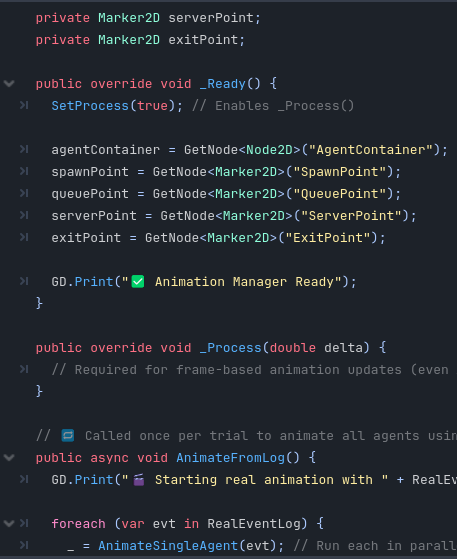 private Marker2D serverPoint;
private Marker2D exitPoint;
public override void _Ready() {
SetProcess(true); // Enables _Process()
agentContainer = GetNode<Node2D>("AgentContainer");
spawnPoint = GetNode<Marker2D>("SpawnPoint");
queuePoint = GetNode<Marker2D>("QueuePoint");
serverPoint = GetNode<Marker2D>("ServerPoint");
exitPoint = GetNode<Marker2D>("ExitPoint");
GD.Print("✅ Animation Manager Ready");
}
public override void _Process(double delta) {
// Required for frame-based animation updates (even
}
// 🔁 Called once per trial to animate all agents usin
public async void AnimateFromLog() {
GD.Print("🎬 Starting real animation with " + RealEv
foreach (var evt in RealEventLog) {
_ = AnimateSingleAgent(evt); // Run each in parall